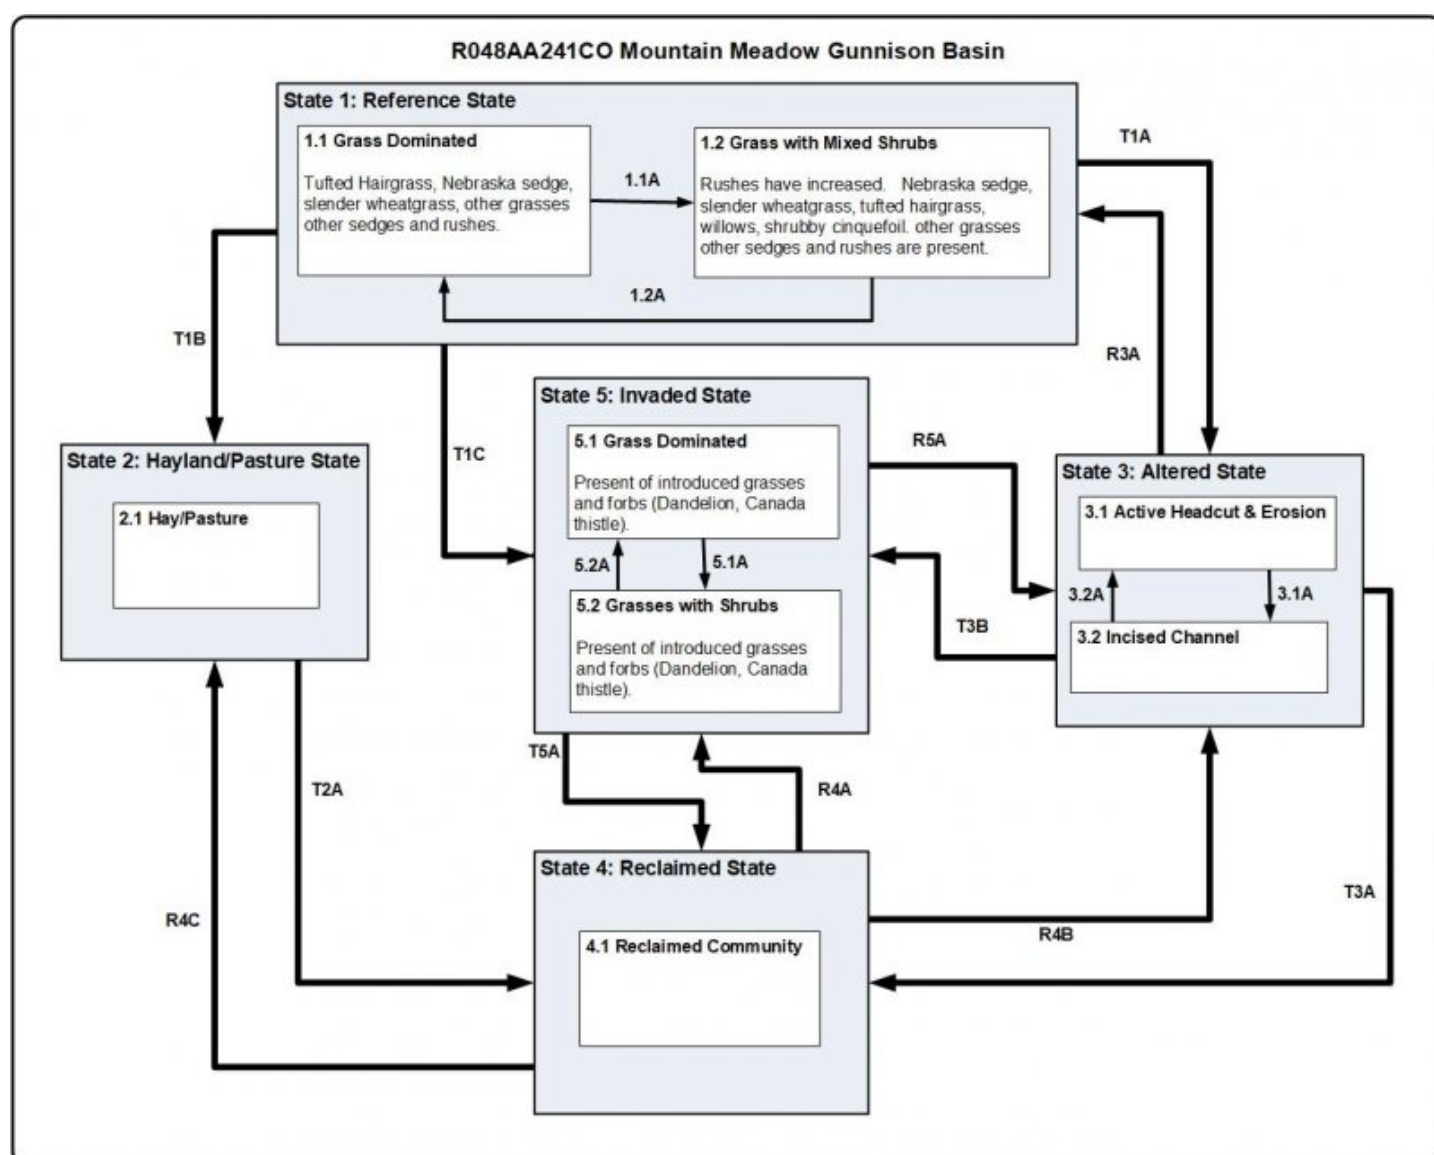 R048AA241CO Mountain Meadow Gunnison Basin
State 1: Reference State
1.1 Grass Dominated
Tufted Hairgrass, Nebraska sedge,
slender wheatgrass, other grasses
other sedges and rushes.
1.1A
1.2 Grass with Mixed Shrubs
Rushes have increased. Nebraska sedge,
slender wheatgrass, tufted hairgrass,
willows, shrubby cinquefoil. other grasses
other sedges and rushes are present.
1.2A
T1A
R3A
T1B
T1C
State 5: Invaded State
5.1 Grass Dominated
Present of introduced grasses
and forbs (Dandelion, Canada
thistle).
5.2A
5.1A
5.2 Grasses with Shrubs
Present of introduced grasses
and forbs (Dandelion, Canada
thistle).
R5A
T3B
State 2: Hayland/Pasture State
2.1 Hay/Pasture
State 3: Altered State
3.1 Active Headcut & Erosion
3.2A
3.1A
3.2 Incised Channel
T5A
R4A
T2A
R4C
State 4: Reclaimed State
4.1 Reclaimed Community
R4B
T3A